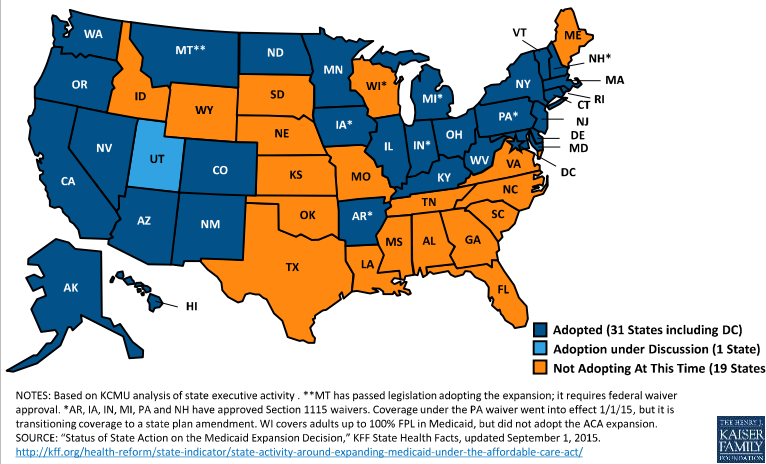 WA
MT**
ND
MN
VT
ME
NH*
OR
ID
SD
WI*
MI*
NY
MA
WY
RI
CT
IA*
PA*
NJ
NE
OH
DE
NV
UT
IL
IN*
MD
CO
WV
VA
DC
CA
KS
MO
KY
NC
TN
AZ
NM
OK
AR*
SC
MS
AL
GA
TX
LA
AK
FL
HI
Adopted (31 States including DC)
Adoption under Discussion (1 State)
Not Adopting At This Time (19 States
NOTES: Based on KCMU analysis of state executive activity . **MT has passed legislation adopting the expansion; it requires federal waiver
approval. *AR, IA, IN, MI, PA and NH have approved Section 1115 waivers. Coverage under the PA waiver went into effect 1/1/15, but it is
transitioning coverage to a state plan amendment. WI covers adults up to 100% FPL in Medicaid, but did not adopt the ACA expansion.
SOURCE: “Status of State Action on the Medicaid Expansion Decision,” KFF State Health Facts, updated September 1, 2015.
http://kff.org/health-reform/state-indicator/state-activity-around-expanding-medicaid-under-the-affordable-care-act/
THE HENRY J.
KAISER
FAMILY
FOUNDATION